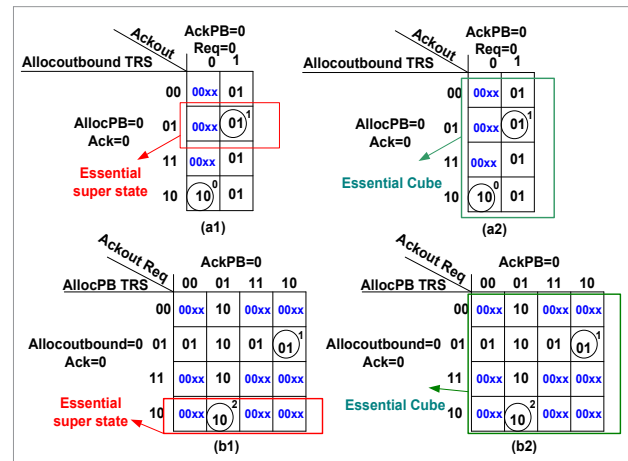 Ackout
AckPB=0
Req=0
Allocoutbound TRS
0 1
00 00xx 01
AllocPB=0
Ack=0
01 00xx 01 1
11 00xx 01
Essential
super state
10 10 0 01
(a1)
Ackout
AckPB=0
Req=0
Allocoutbound TRS
0 1
00 00xx 01
AllocPB=0
Ack=0
01 00xx 01 1
11 00xx 01
Essential Cube
10 10 0 01
(a2)
Ackout Req
AckPB=0
AllocPB TRS
00 01 11 10
00 00xx 10 00xx 00xx
Allocoutbound=0
Ack=0
01 01 10 01 01 1
11 00xx 10 00xx 00xx
Essential
super state
10 00xx 10 2 00xx 00xx
(b1)
Ackout Req
AckPB=0
AllocPB TRS
00 01 11 10
00 00xx 10 00xx 00xx
Allocoutbound=0
Ack=0
01 01 10 01 01 1
11 00xx 10 00xx 00xx
Essential Cube
10 00xx 10 2 00xx 00xx
(b2)